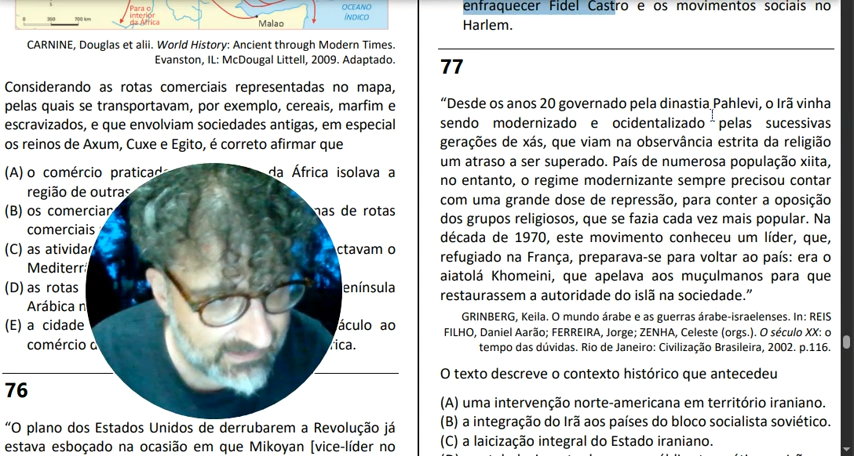 Para o
interior
da África
Malao
OCEANO
ÍNDICO
CARNINE, Douglas et alii. World History: Ancient through Modern Times.
Evanston, IL: McDougal Littell, 2009. Adaptado.
Considerando as rotas comerciais representadas no mapa,
pelas quais se transportavam, por exemplo, cereais, marfim e
escravizados, e que envolviam sociedades antigas, em especial
os reinos de Axum, Cuxe e Egito, é correto afirmar que
(A) o comércio da África isolava a
região de outras
(B) os de rotas
comerciais
(C) as o
(D) as rotas
Arábica
(E) a cidade ao
comércio
76
“O plano dos Estados Unidos de derrubarem a Revolução já
estava esboçado na ocasião em que Mikoyan [vice-líder no
enfraquecer Fidel Castro e os movimentos sociais no
Harlem.
77
“Desde os anos 20 governado pela dinastia Pahlevi, o Irã vinha
sendo modernizado e ocidentalizado pelas sucessivas
gerações de xás, que viam na observância estrita da religião
um atraso a ser superado. País de numerosa população xiita,
no entanto, o regime modernizante sempre precisou contar
com uma grande dose de repressão, para conter a oposição
dos grupos religiosos, que se fazia cada vez mais popular. Na
década de 1970, este movimento conheceu um líder, que,
refugiado na França, preparava-se para voltar ao país: era o
aiatolá Khomeini, que apelava aos muçulmanos para que
restaurassem a autoridade do islã na sociedade.”
GRINBERG, Keila. O mundo árabe e as guerras árabe-israelenses. In: REIS
FILHO, Daniel Aarão; FERREIRA, Jorge; ZENHA, Celeste (orgs.). O século XX: o
tempo das dúvidas. Rio de Janeiro: Civilização Brasileira, 2002. p.116.
O texto descreve o contexto histórico que antecedeu
(A) uma intervenção norte-americana em território iraniano.
(B) a integração do Irã aos países do bloco socialista soviético.
(C) a laicização integral do Estado iraniano.